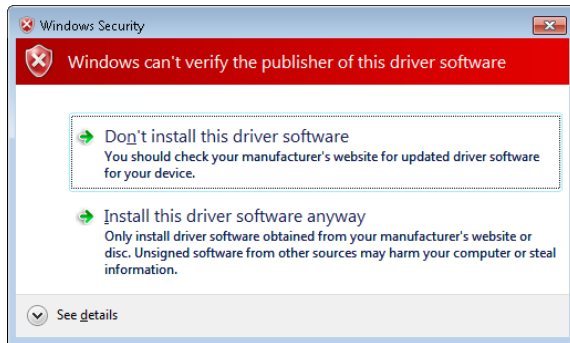 Windows Security
Windows can't verify the publisher of this driver software
Don't install this driver software
You should check your manufacturer's website for updated driver software
for your device.
Install this driver software anyway
Only install driver software obtained from your manufacturer's website or
disc. Unsigned software from other sources may harm your computer or steal
information.
See details